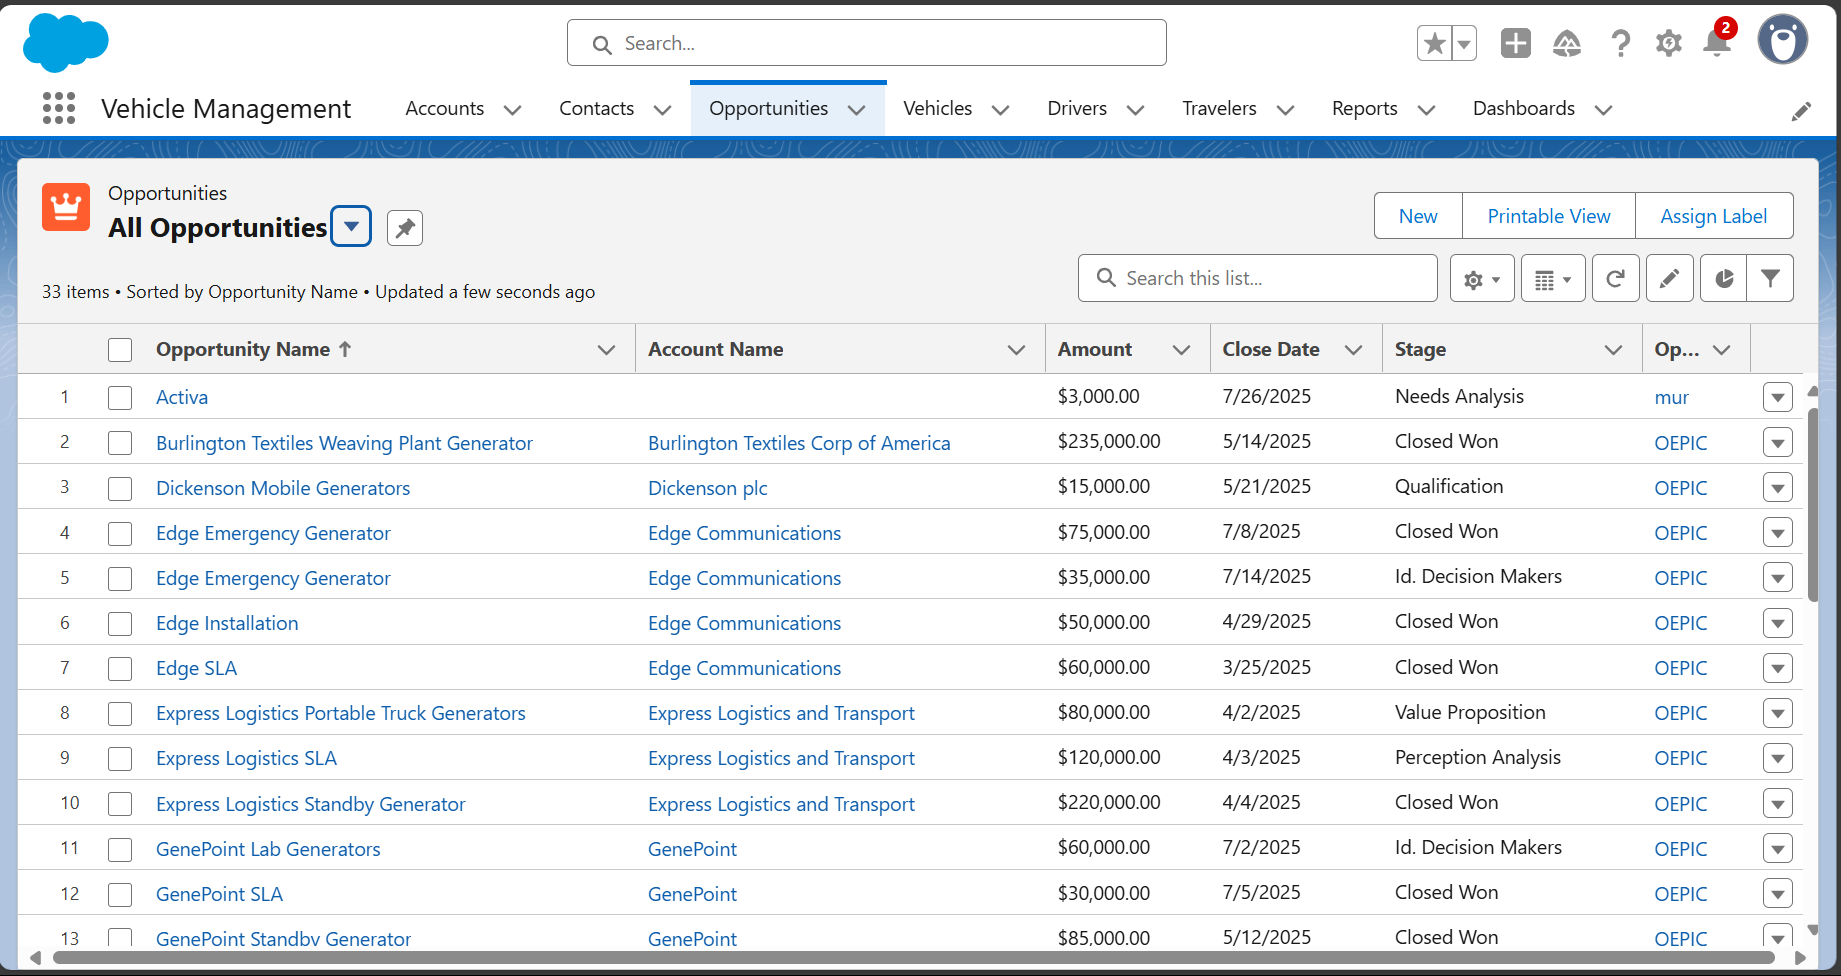 Search...
2
Vehicle Management Accounts Contacts Opportunities Vehicles Drivers Travelers Reports Dashboards
Opportunities
All Opportunities
New Printable View Assign Label
33 items • Sorted by Opportunity Name • Updated a few seconds ago
Search this list...
Opportunity Name ↑ Account Name Amount Close Date Stage Op...
1 Activa $3,000.00 7/26/2025 Needs Analysis mur
2 Burlington Textiles Weaving Plant Generator Burlington Textiles Corp of America $235,000.00 5/14/2025 Closed Won OEPIC
3 Dickenson Mobile Generators Dickenson plc $15,000.00 5/21/2025 Qualification OEPIC
4 Edge Emergency Generator Edge Communications $75,000.00 7/8/2025 Closed Won OEPIC
5 Edge Emergency Generator Edge Communications $35,000.00 7/14/2025 Id. Decision Makers OEPIC
6 Edge Installation Edge Communications $50,000.00 4/29/2025 Closed Won OEPIC
7 Edge SLA Edge Communications $60,000.00 3/25/2025 Closed Won OEPIC
8 Express Logistics Portable Truck Generators Express Logistics and Transport $80,000.00 4/2/2025 Value Proposition OEPIC
9 Express Logistics SLA Express Logistics and Transport $120,000.00 4/3/2025 Perception Analysis OEPIC
10 Express Logistics Standby Generator Express Logistics and Transport $220,000.00 4/4/2025 Closed Won OEPIC
11 GenePoint Lab Generators GenePoint $60,000.00 7/2/2025 Id. Decision Makers OEPIC
12 GenePoint SLA GenePoint $30,000.00 7/5/2025 Closed Won OEPIC
13 GenePoint Standby Generator GenePoint $85,000.00 5/12/2025 Closed Won OEPIC